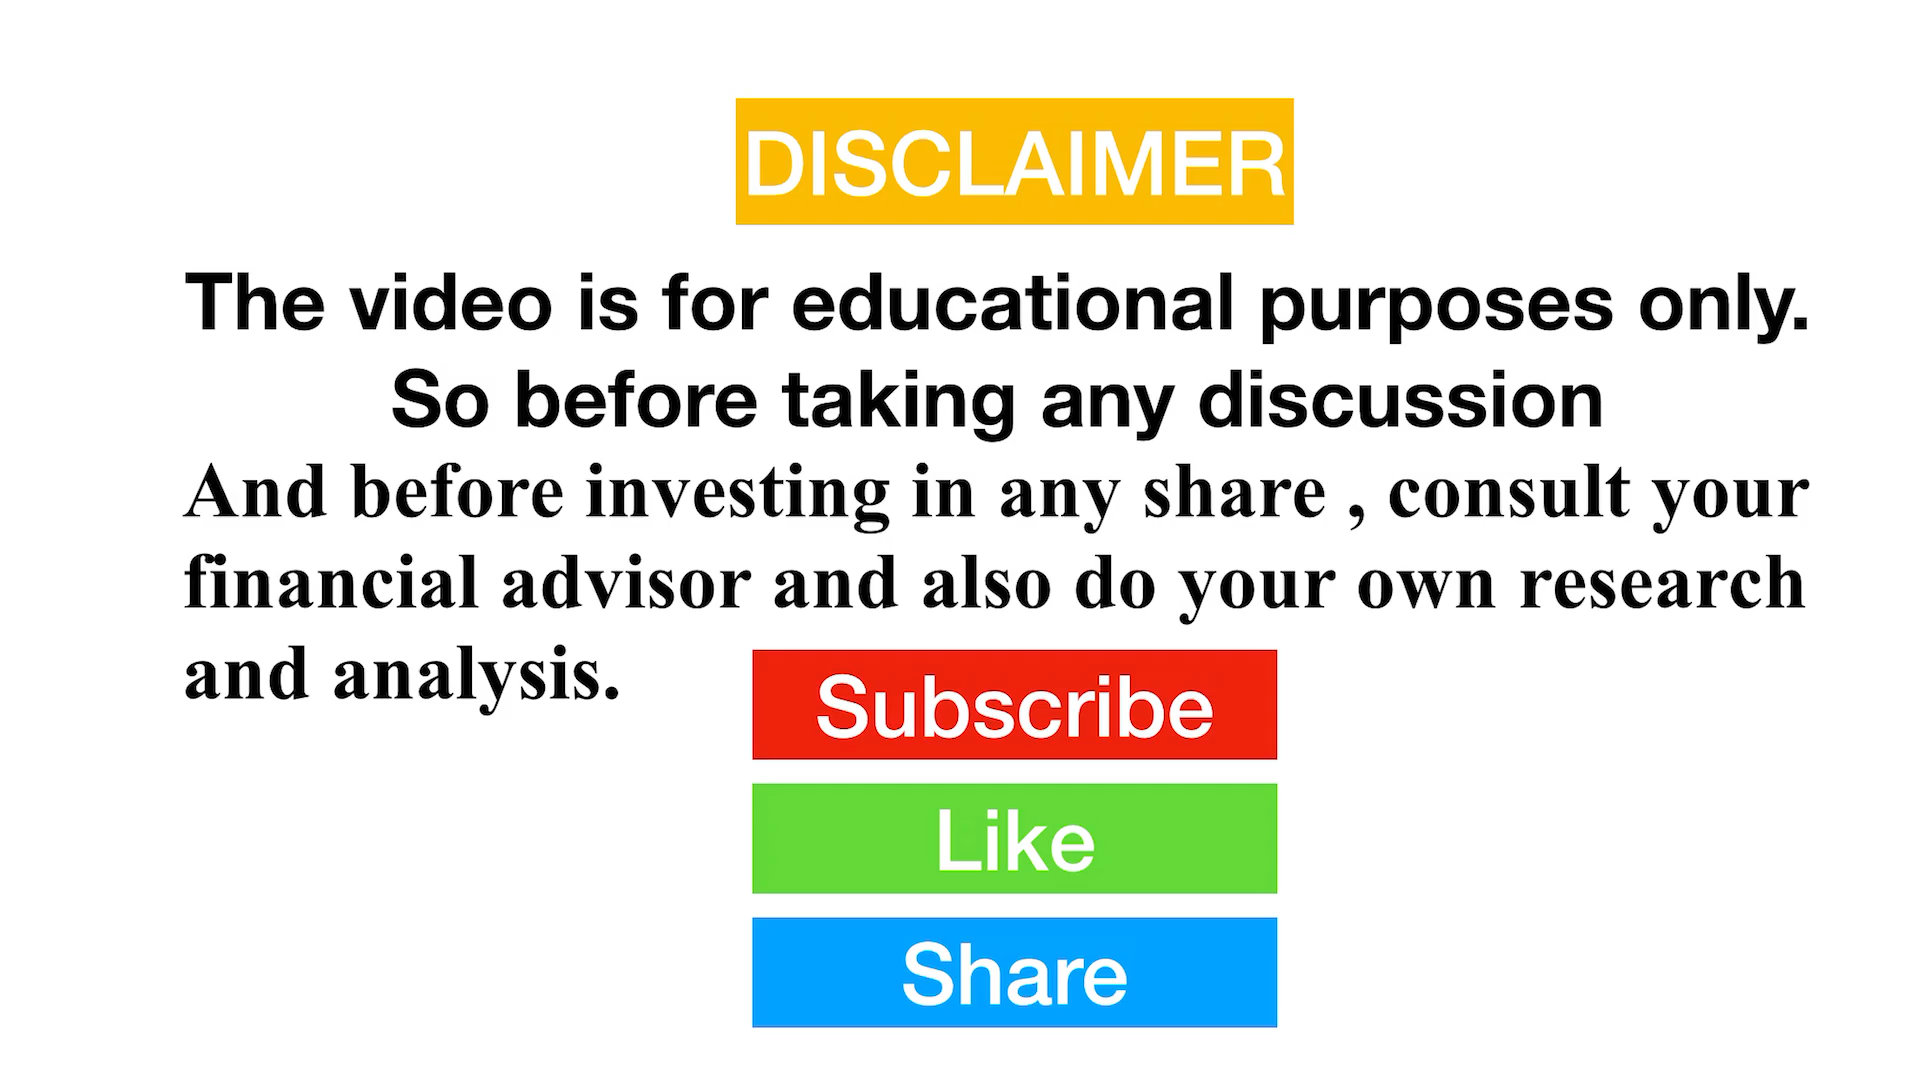 DISCLAIMER
The video is for educational purposes only.
So before taking any discussion
And before investing in any share , consult your
financial advisor and also do your own research
and analysis.
Subscribe
Like
Share